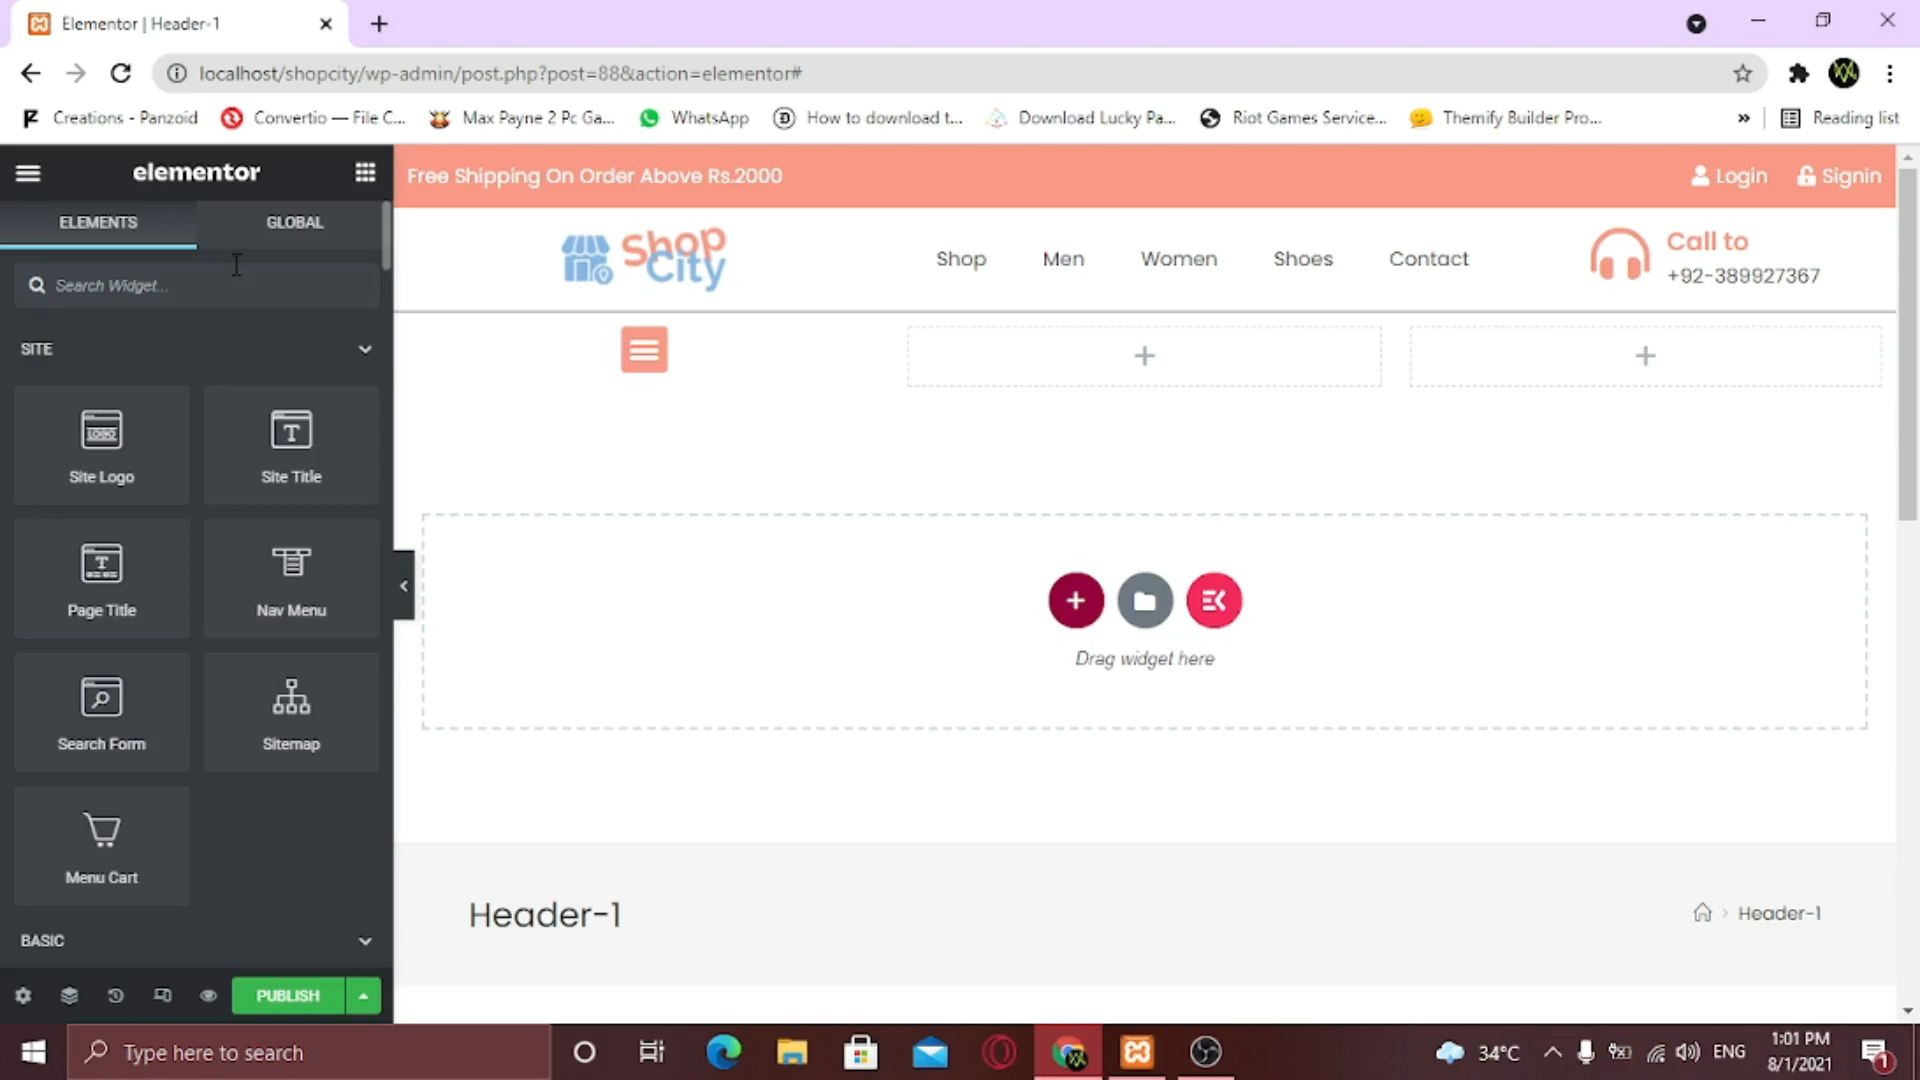 Elementor | Header-1
localhost/shopcity/wp-admin/post.php?post=88&action=elementor#
Creations - Panzoid
Convertio — File C...
Max Payne 2 Pc Ga...
WhatsApp
How to download t...
Download Lucky Pa...
Riot Games Service...
Themify Builder Pro...
»
Reading list
elementor
ELEMENTS
GLOBAL
Search Widget...
SITE
LOGO
Site Logo
Site Title
Page Title
Nav Menu
Search Form
Sitemap
Menu Cart
BASIC
PUBLISH
Free Shipping On Order Above Rs.2000
Login
Signin
Shop
City
Shop
Men
Women
Shoes
Contact
Call to
+92-389927367
Drag widget here
Header-1
> Header-1
Type here to search
34°C
ENG
1:01 PM
8/1/2021
1